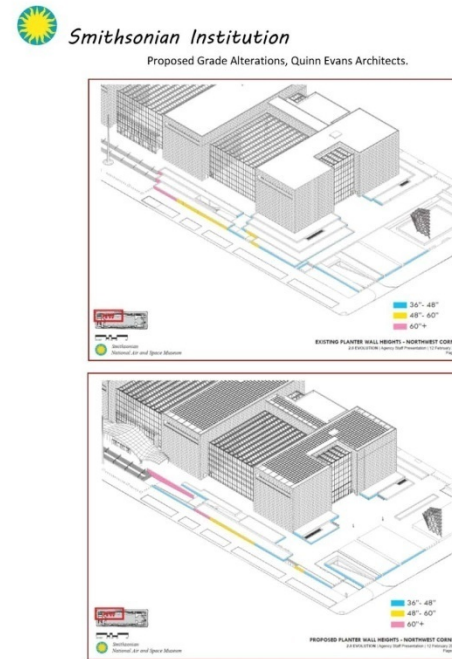 Smithsonian Institution
Proposed Grade Alterations, Quinn Evans Architects.
36"- 48"
48"- 60"
60"+
EXISTING PLANTER WALL HEIGHTS - NORTHWEST CORN
Smithsonian
National Air and Space Museum
36"- 48"
48"- 60"
60"+
PROPOSED PLANTER WALL HEIGHTS - NORTHWEST CORN
Smithsonian
National Air and Space Museum